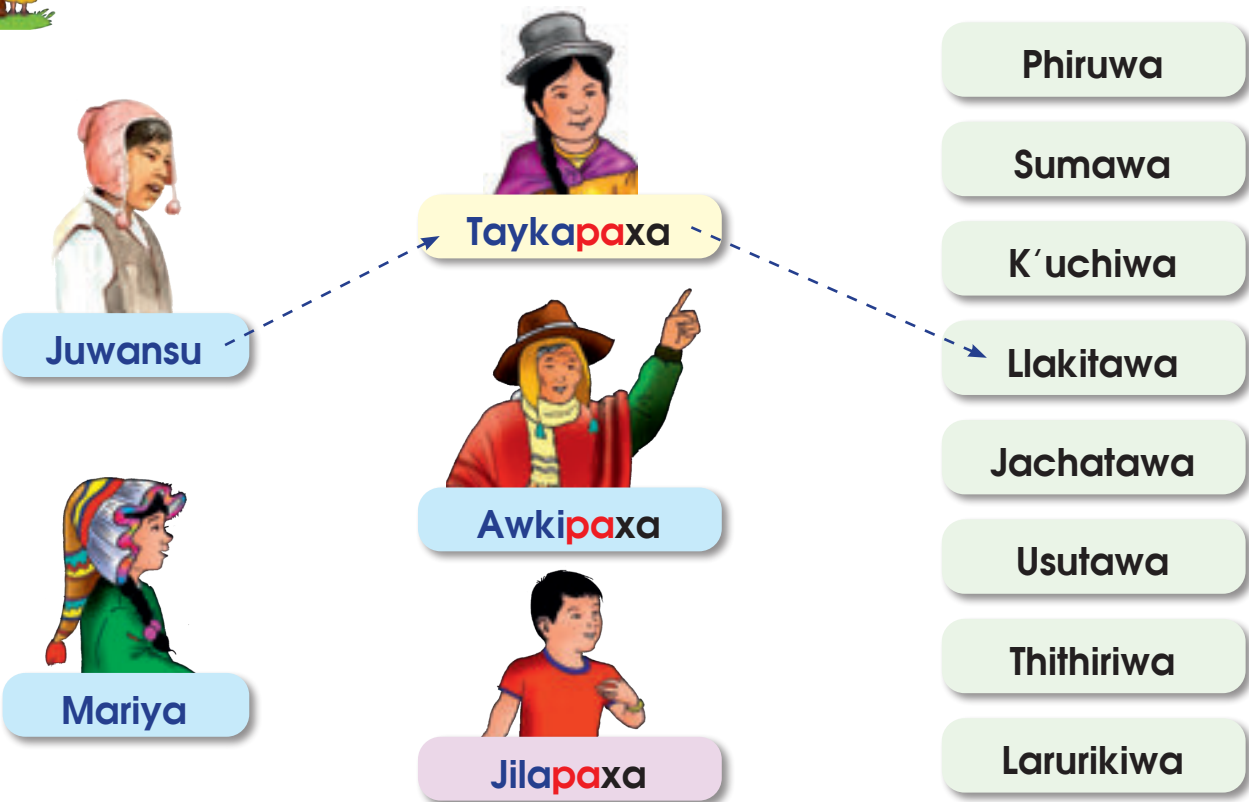 Juwansu
Mariya
Taykapaxa
Awkipaxa
Jilapaxa
Phiruwa
Sumawa
K´uchiwa
Llakitawa
Jachatawa
Usutawa
Thithiriwa
Larurikiwa